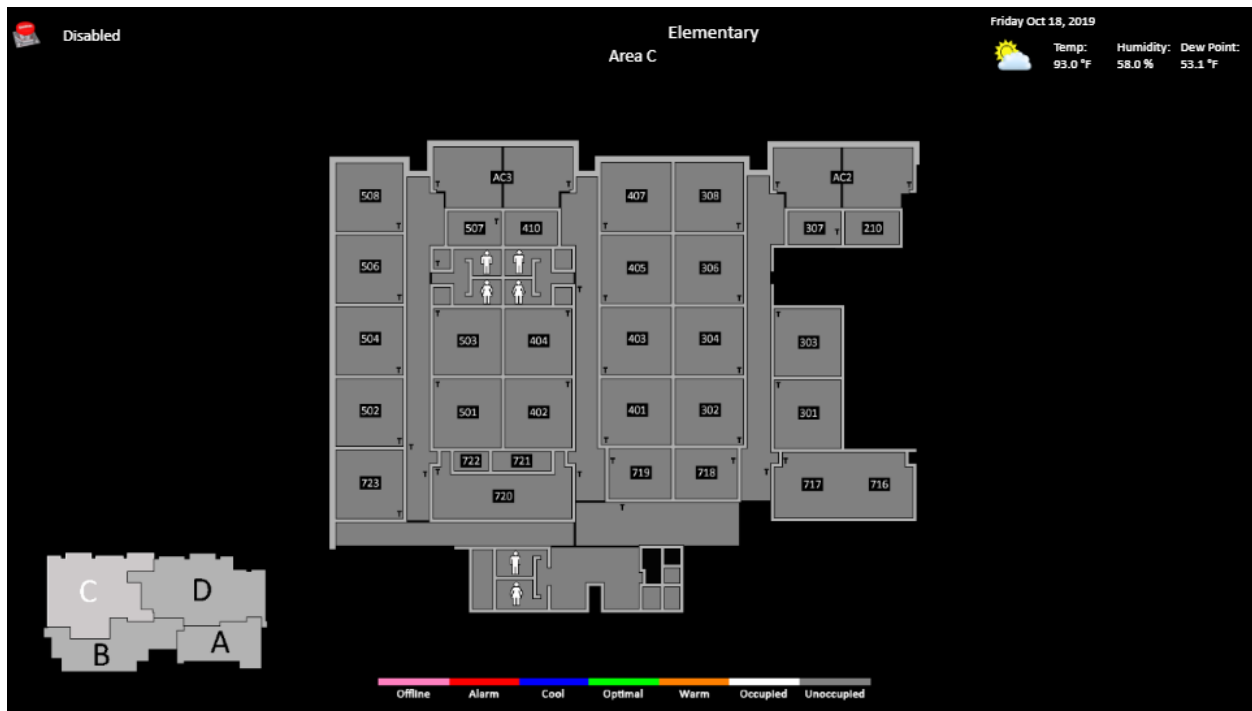 Disabled
Elementary
Area C
Friday Oct 18, 2019
Temp: Humidity: Dew Point:
93.0 °F 58.0 % 53.1 °F
AC3 AC2
508 407 308
507 410 307 210
506 405 306
504 503 404 403 304 303
502 501 402 401 302 301
722 721
723 720 719 718 717 716
C D
B A
Offline Alarm Cool Optimal Warm Occupied Unoccupied